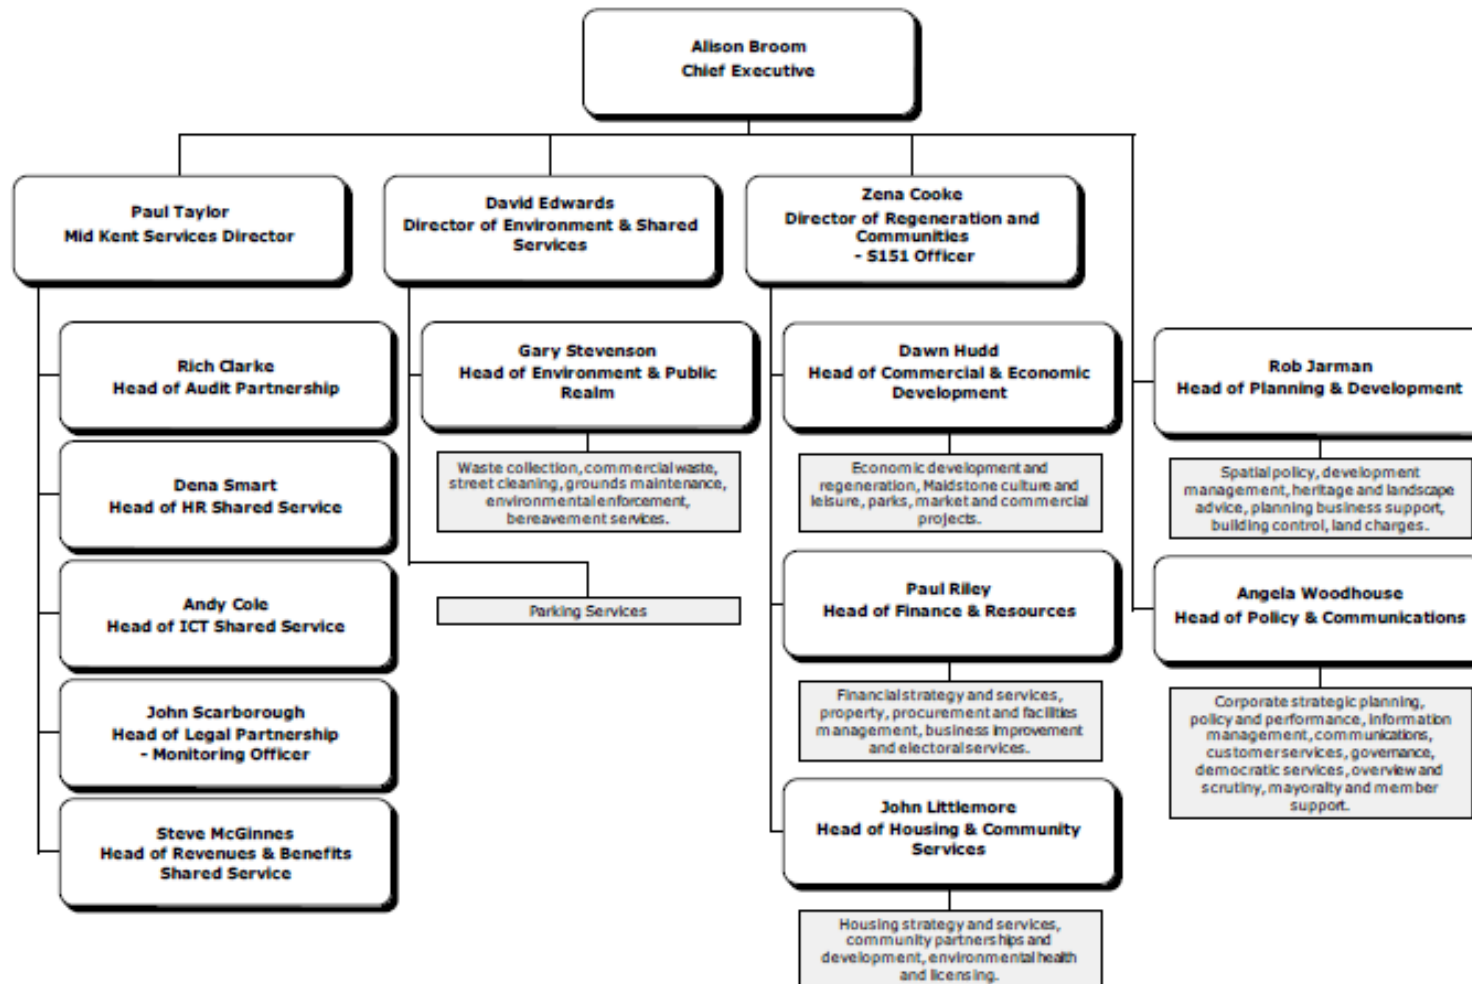 Alison Broom
Chief Executive
Paul Taylor
Mid Kent Services Director
David Edwards
Director of Environment & Shared
Services
Zena Cooke
Director of Regeneration and
Communities
- S151 Officer
Rich Clarke
Head of Audit Partnership
Dena Smart
Head of HR Shared Service
Andy Cole
Head of ICT Shared Service
John Scarborough
Head of Legal Partnership
- Monitoring Officer
Steve McGinnes
Head of Revenues & Benefits
Shared Service
Gary Stevenson
Head of Environment & Public
Realm
Waste collection, commercial waste,
street cleaning, grounds maintenance,
environmental enforcement,
bereavement services.
Parking Services
Dawn Hudd
Head of Commercial & Economic
Development
Economic development and
regeneration, Maidstone culture and
leisure, parks, market and commercial
projects.
Paul Riley
Head of Finance & Resources
Financial strategy and services,
property, procurement and facilities
management, business improvement
and electoral services.
John Littlemore
Head of Housing & Community
Services
Housing strategy and services,
community partnerships and
development, environmental health
and licensing.
Rob Jarman
Head of Planning & Development
Spatial policy, development
management, heritage and landscape
advice, planning business support,
building control, land charges.
Angela Woodhouse
Head of Policy & Communications
Corporate strategic planning,
policy and performance, information
management, communications,
customer services, governance,
democratic services, overview and
scrutiny, mayoralty and member
support.